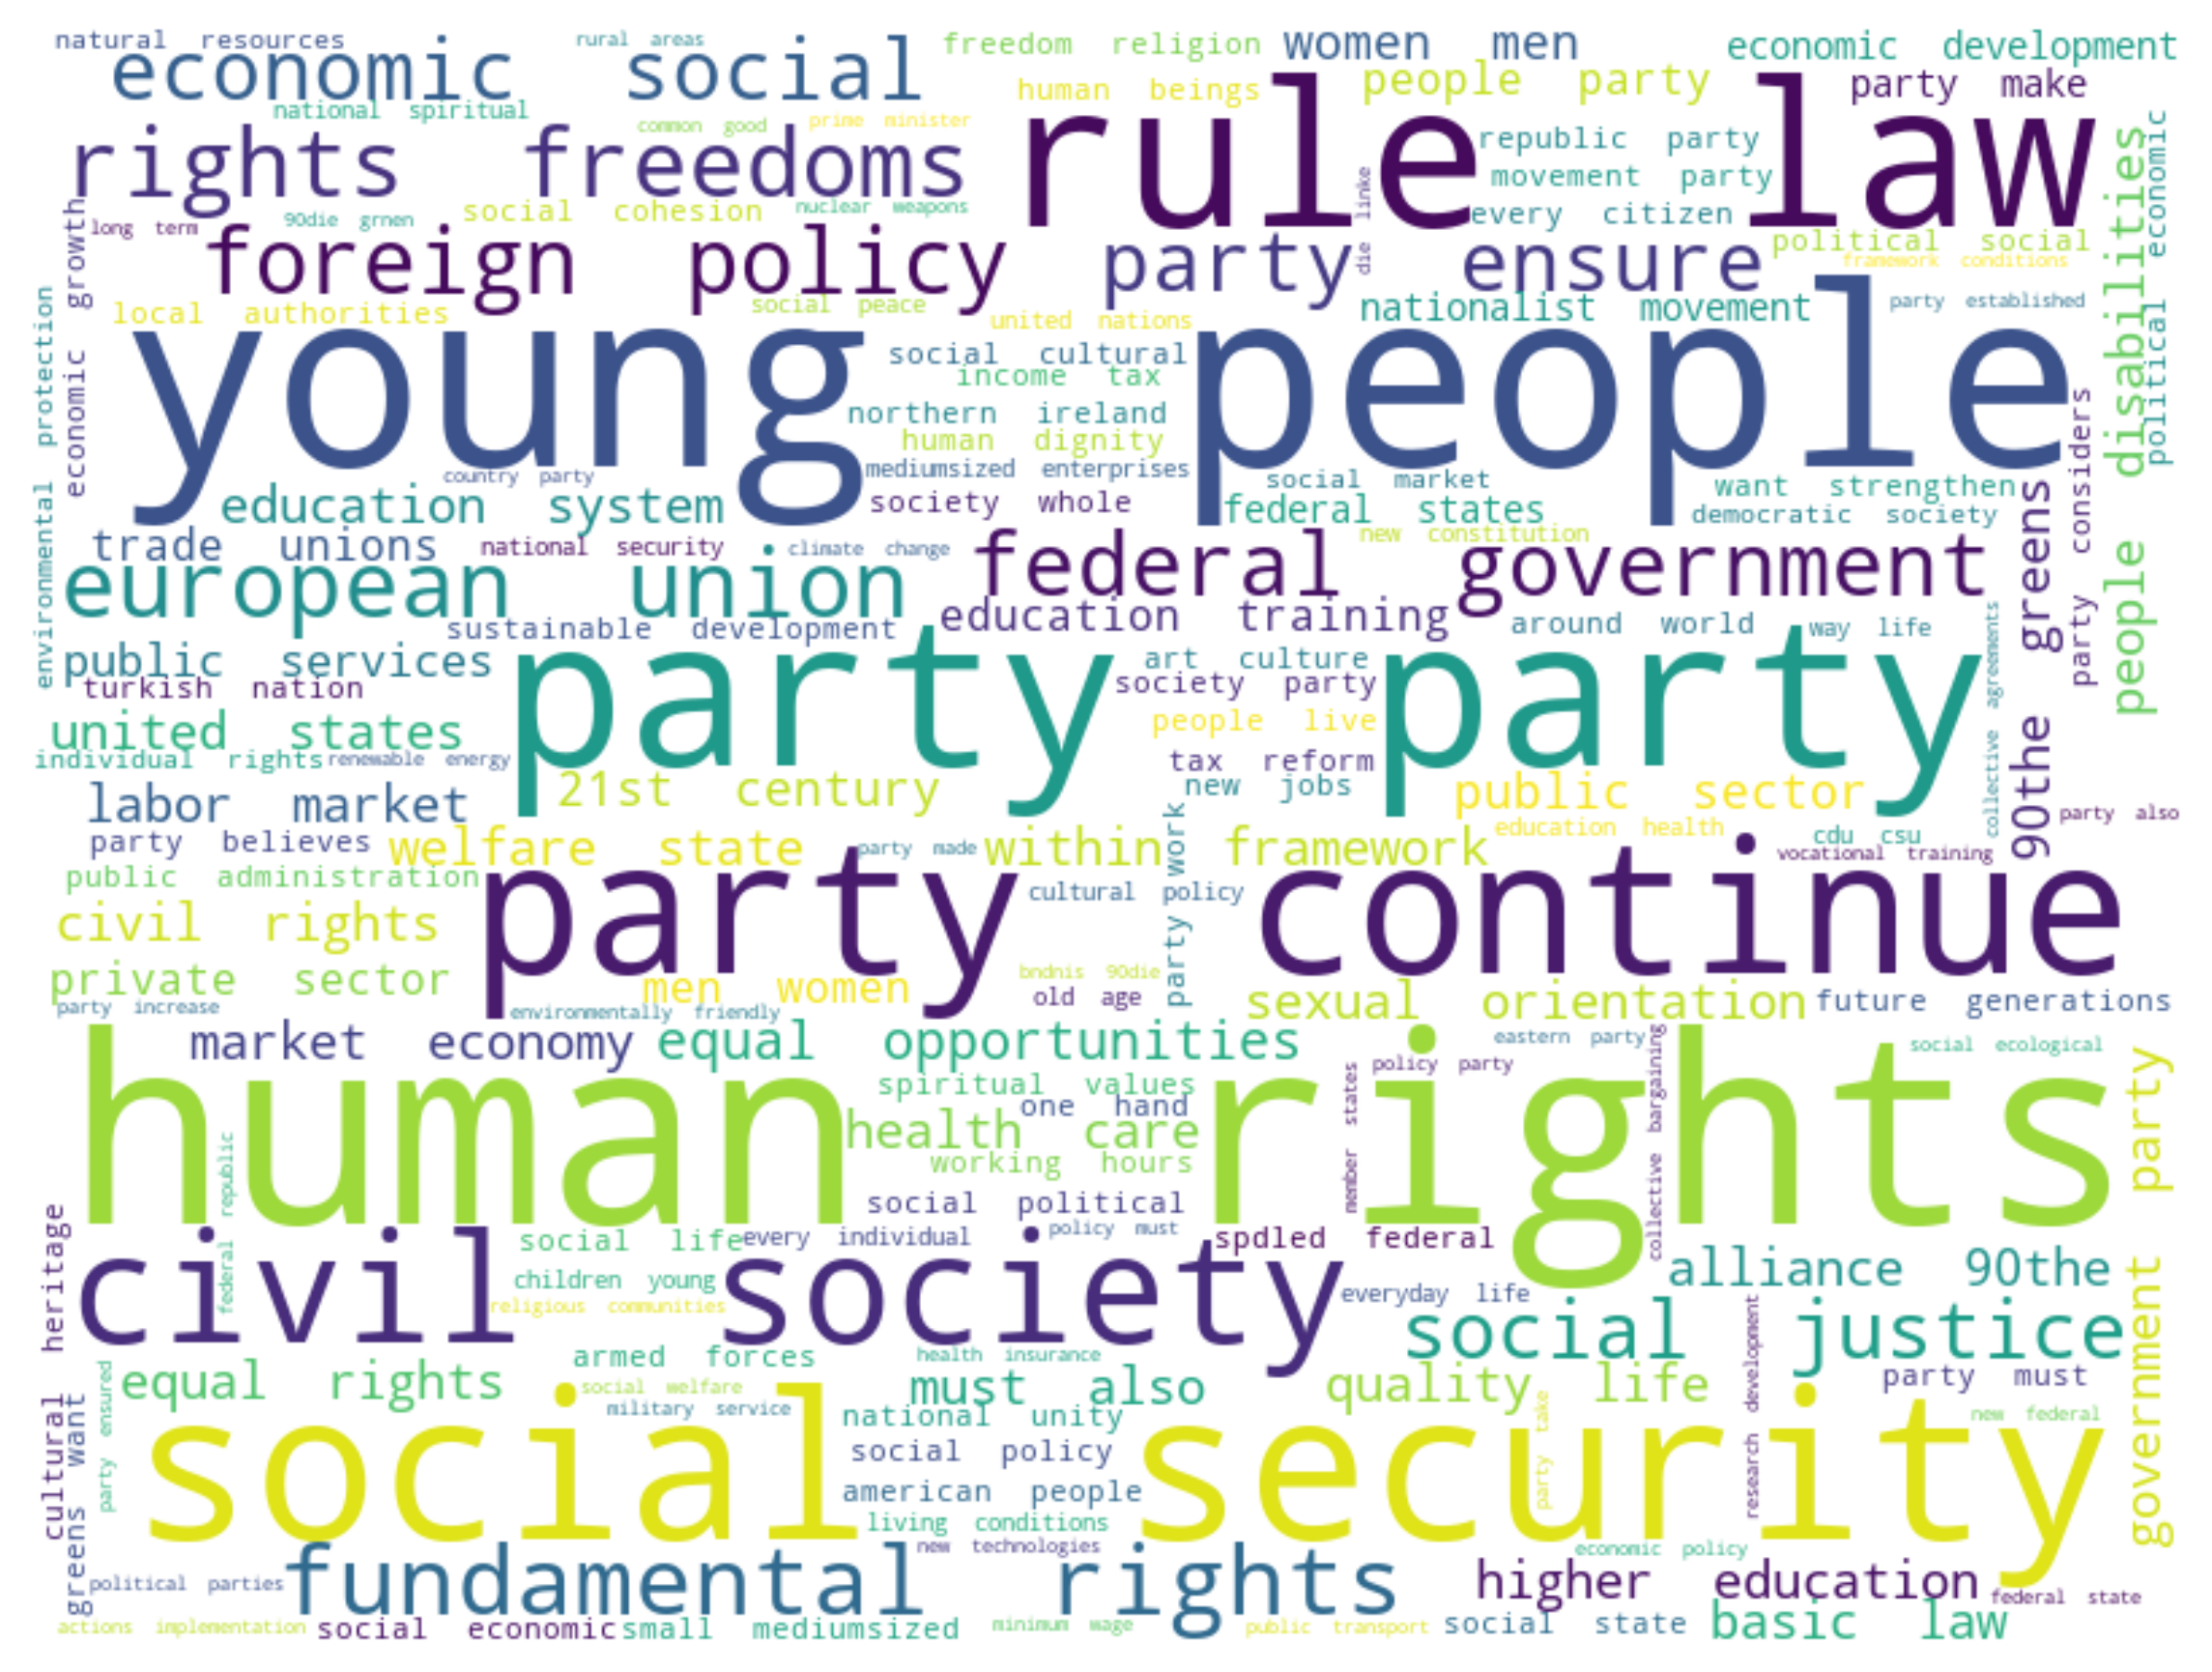 natural resources
rural areas
freedom religion
women men
economic development
economic social
human beings
people party
party make
national spiritual
common good
prime minister
rule law
rights freedoms
republic party
movement party
die linke
every citizen
long term
90die grnen
social cohesion
nuclear weapons
foreign policy
party ensure
political social
framework conditions
people disabilities
political economic
economic growth
local authorities
social peace
united nations
nationalist movement
party established
young people
social cultural
income tax
northern ireland
human dignity
mediumsized enterprises
country party
society whole
education system
social market
federal states
want strengthen
democratic society
environmental protection
party considers
trade unions
national security
climate change
new constitution
federal government
european union
90the greens
education training
sustainable development
around world
way life
public services
turkish nation
party party
art culture
society party
people live
collective agreements
united states
individual rights
renewable energy
tax reform
new jobs
21st century
public sector
labor market
party also
party believes
welfare state
party made
within framework
education health
cdu csu
vocational training
public administration
party continue
cultural policy
party work
civil rights
private sector
men women
bndnis 90die
old age
party increase
environmentally friendly
sexual orientation
future generations
market economy
equal opportunities
eastern party
social ecological
policy party
human rights
spiritual values
one hand
member states
collective bargaining
health care
working hours
federal republic
government party
social political
cultural heritage
civil society
social life
every individual
policy must
spdled federal
children young
religious communities
everyday life
alliance 90the
social justice
research development
armed forces
health insurance
equal rights
social welfare
must also
quality life
party must
military service
national unity
party take
new federal
party ensured
greens want
social security
social policy
american people
living conditions
new technologies
economic policy
political parties
fundamental rights
higher education
federal state
actions implementation
social economic
small mediumsized
minimum wage
public transport
social state
basic law